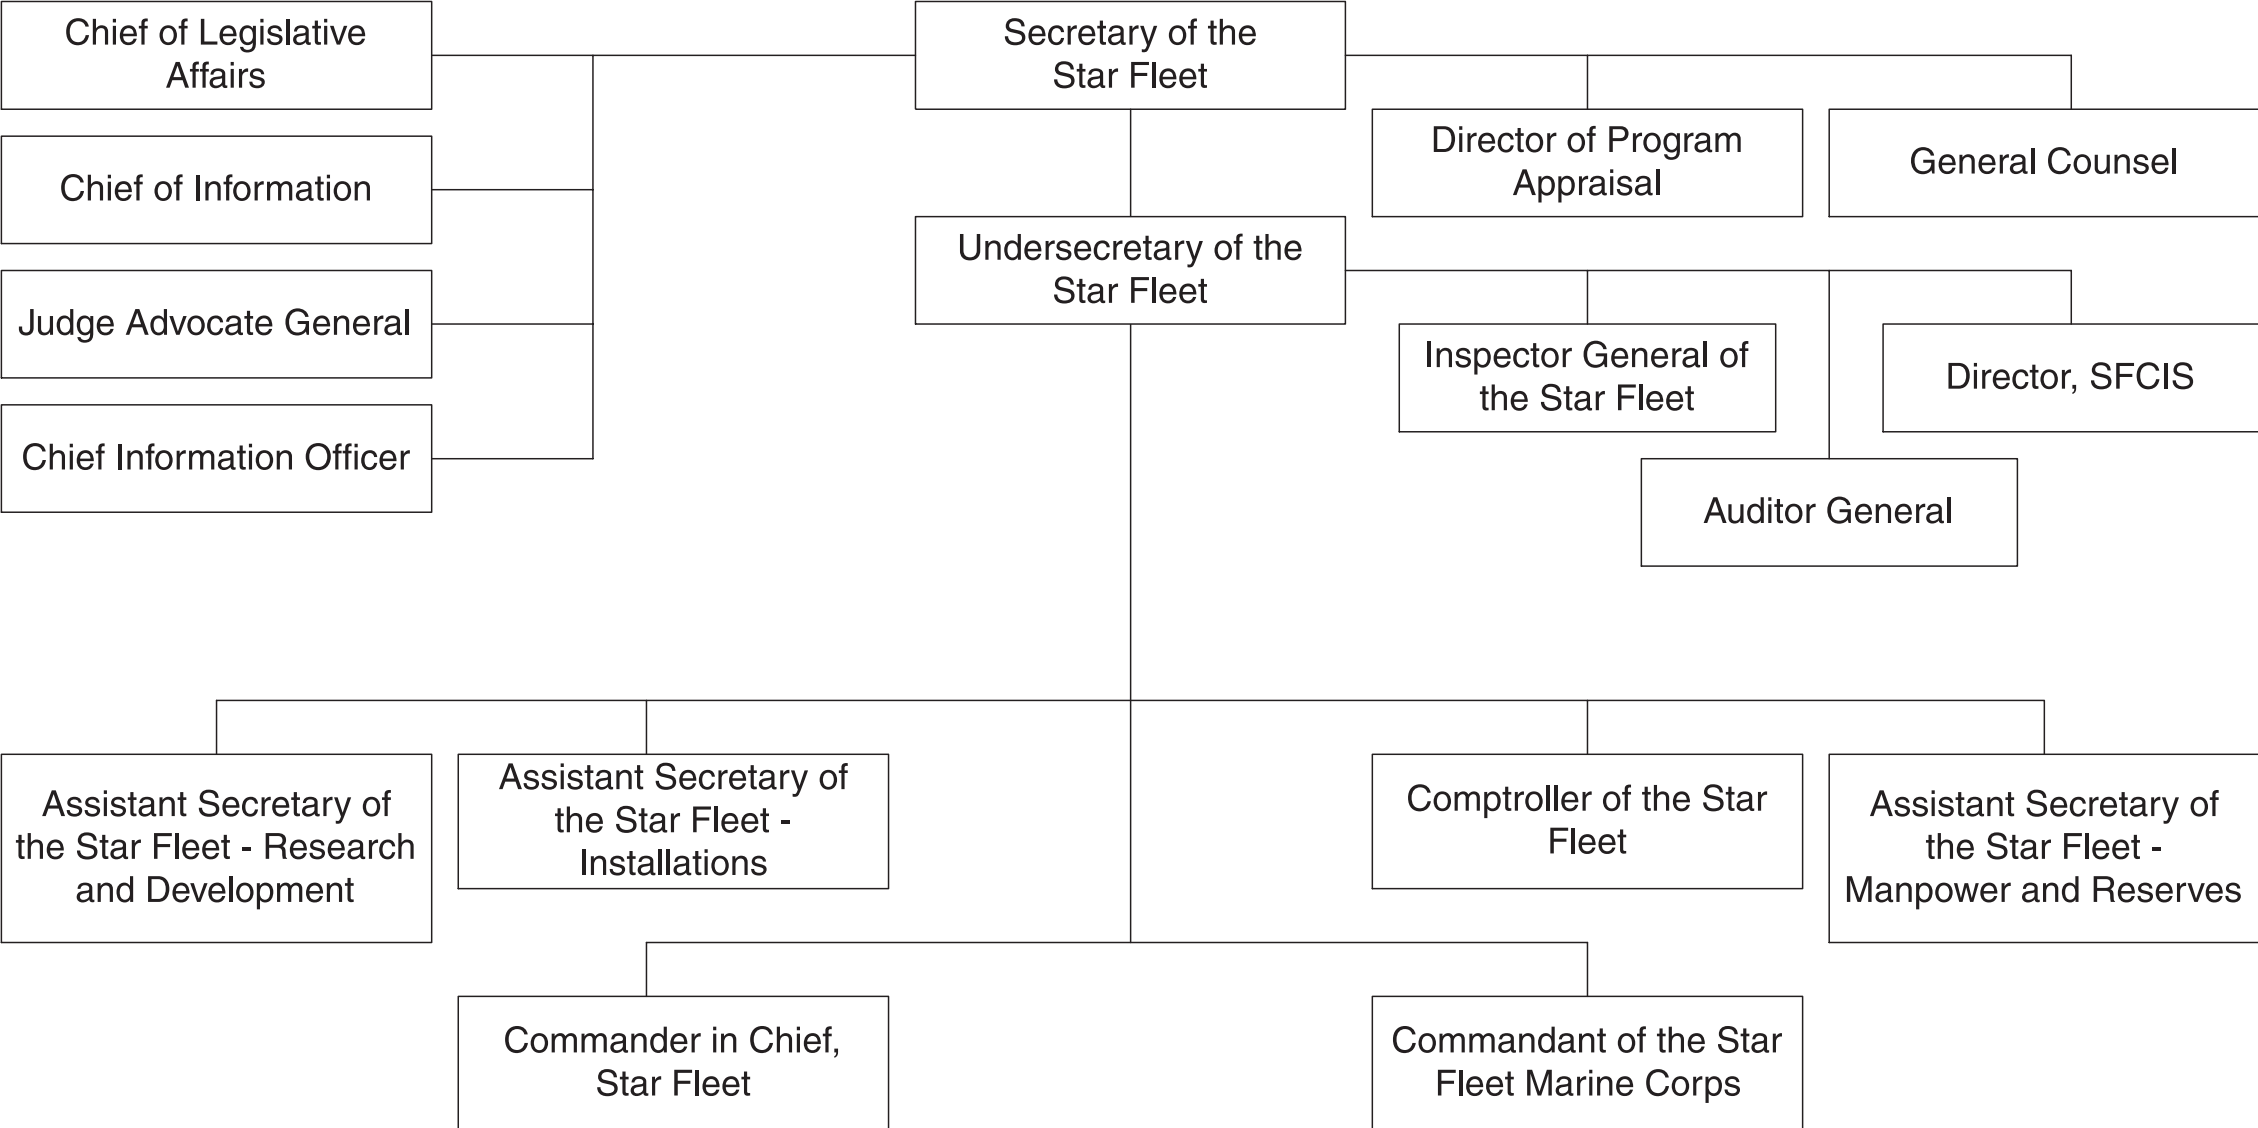 Chief of Legislative
Affairs
Secretary of the
Star Fleet
Director of Program
Appraisal
General Counsel
Chief of Information
Undersecretary of the
Star Fleet
Judge Advocate General
Inspector General of
the Star Fleet
Director, SFCIS
Chief Information Officer
Auditor General
Assistant Secretary of
the Star Fleet - Research
and Development
Assistant Secretary of
the Star Fleet -
Installations
Comptroller of the Star
Fleet
Assistant Secretary of
the Star Fleet -
Manpower and Reserves
Commander in Chief,
Star Fleet
Commandant of the Star
Fleet Marine Corps